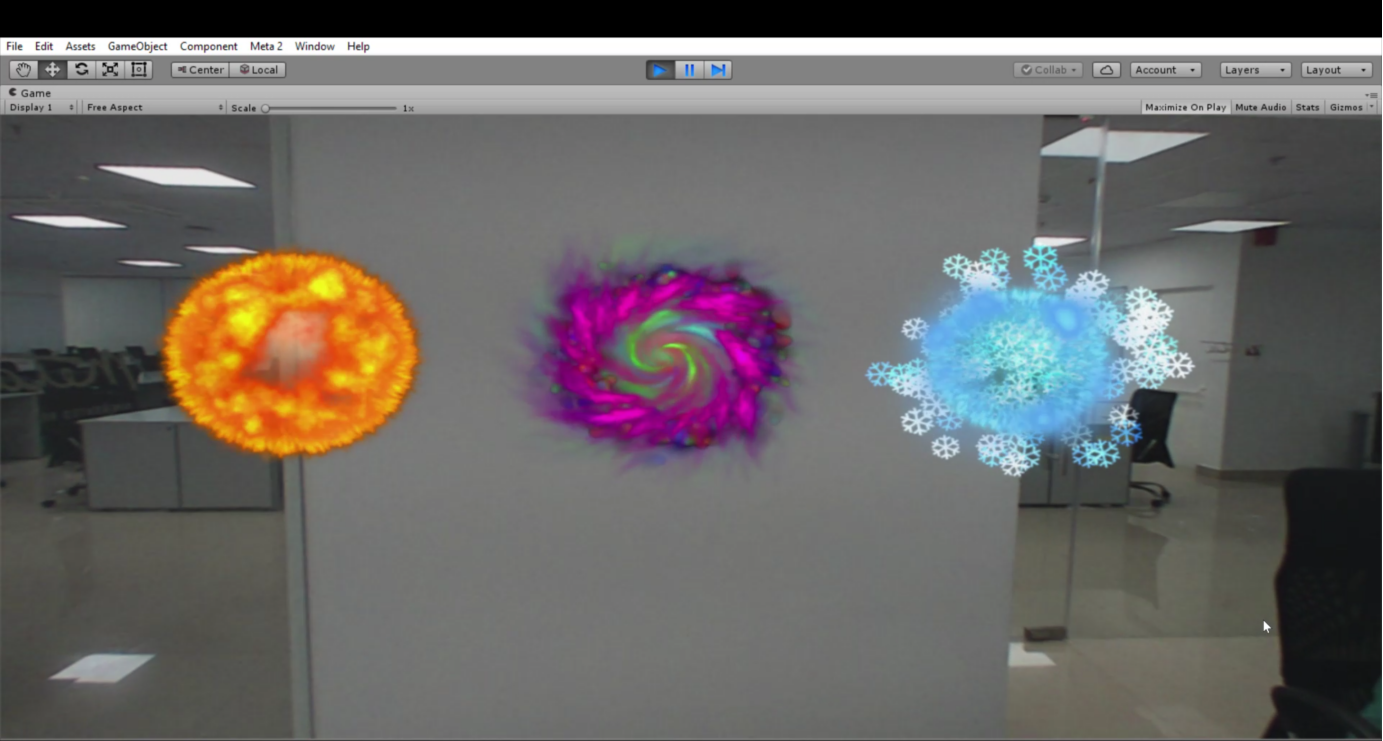 File Edit Assets GameObject Component Meta 2 Window Help
Center Local Collab Account Layers Layout
Game
Display 1 Free Aspect Scale 1x Maximize On Play Mute Audio Stats Gizmos